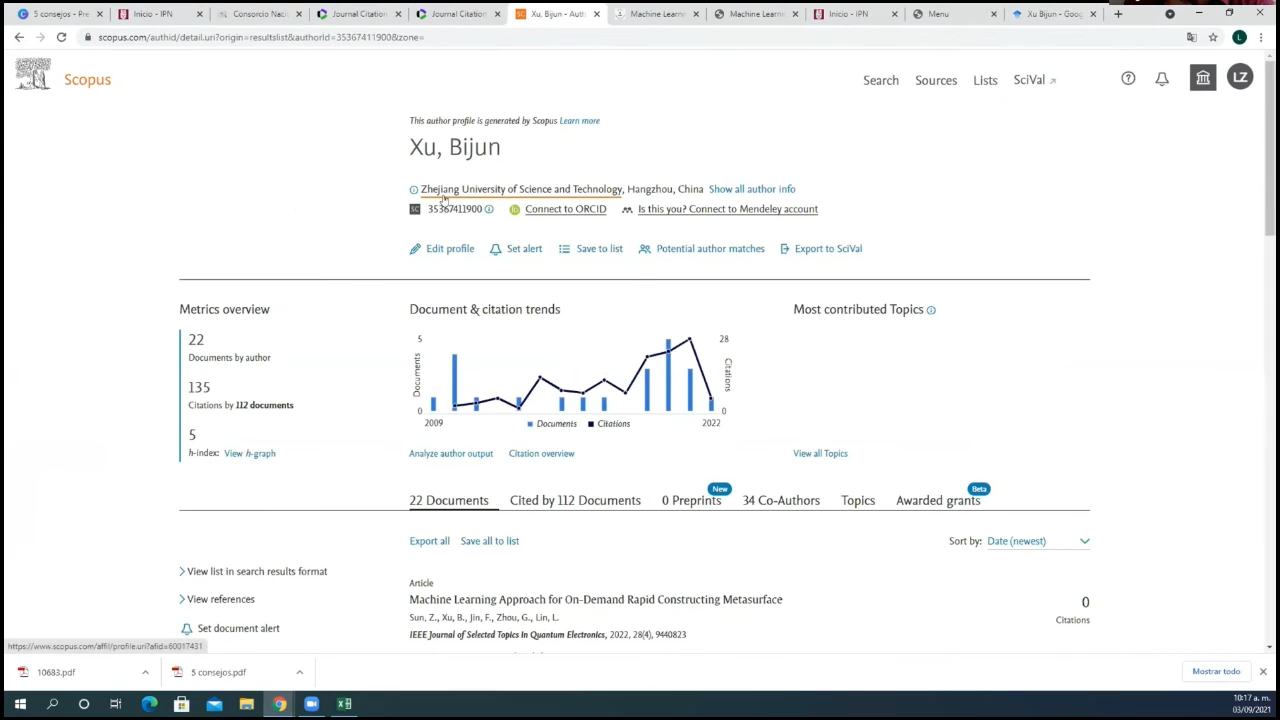 5 consejos - Pre
Inicio - IPN
Consorcio Nac
Journal Citation
Journal Citation
Xu, Bijun - Auth
Machine Learni
Machine Learni
Inicio - IPN
Menu
Xu Bijun - Goog
scopus.com/authid/detail.uri?origin=resultslist&authorId=35367411900&zone=
L
Scopus
Search
Sources
Lists
SciVal
LZ
This author profile is generated by Scopus Learn more
Xu, Bijun
Zhejiang University of Science and Technology, Hangzhou, China Show all author info
SC 35367411900 Connect to ORCID Is this you? Connect to Mendeley account
Edit profile Set alert Save to list Potential author matches Export to SciVal
Metrics overview
22
Documents by author
135
Citations by 112 documents
5
h-index: View h-graph
Document & citation trends
5
28
Documents
Citations
0
0
2009
2022
Documents Citations
Analyze author output Citation overview
Most contributed Topics
View all Topics
New
Beta
22 Documents Cited by 112 Documents 0 Preprints 34 Co-Authors Topics Awarded grants
Export all Save all to list
Sort by: Date (newest)
View list in search results format
View references
Set document alert
Article
Machine Learning Approach for On-Demand Rapid Constructing Metasurface
Sun, Z., Xu, B., Jin, F., Zhou, G., Lin, L.
IEEE Journal of Selected Topics in Quantum Electronics, 2022, 28(4), 9440823
0
Citations
https://www.scopus.com/affil/profile.uri?afid=60017431
10683.pdf
5 consejos.pdf
Mostrar todo
10:17 a. m.
03/09/2021